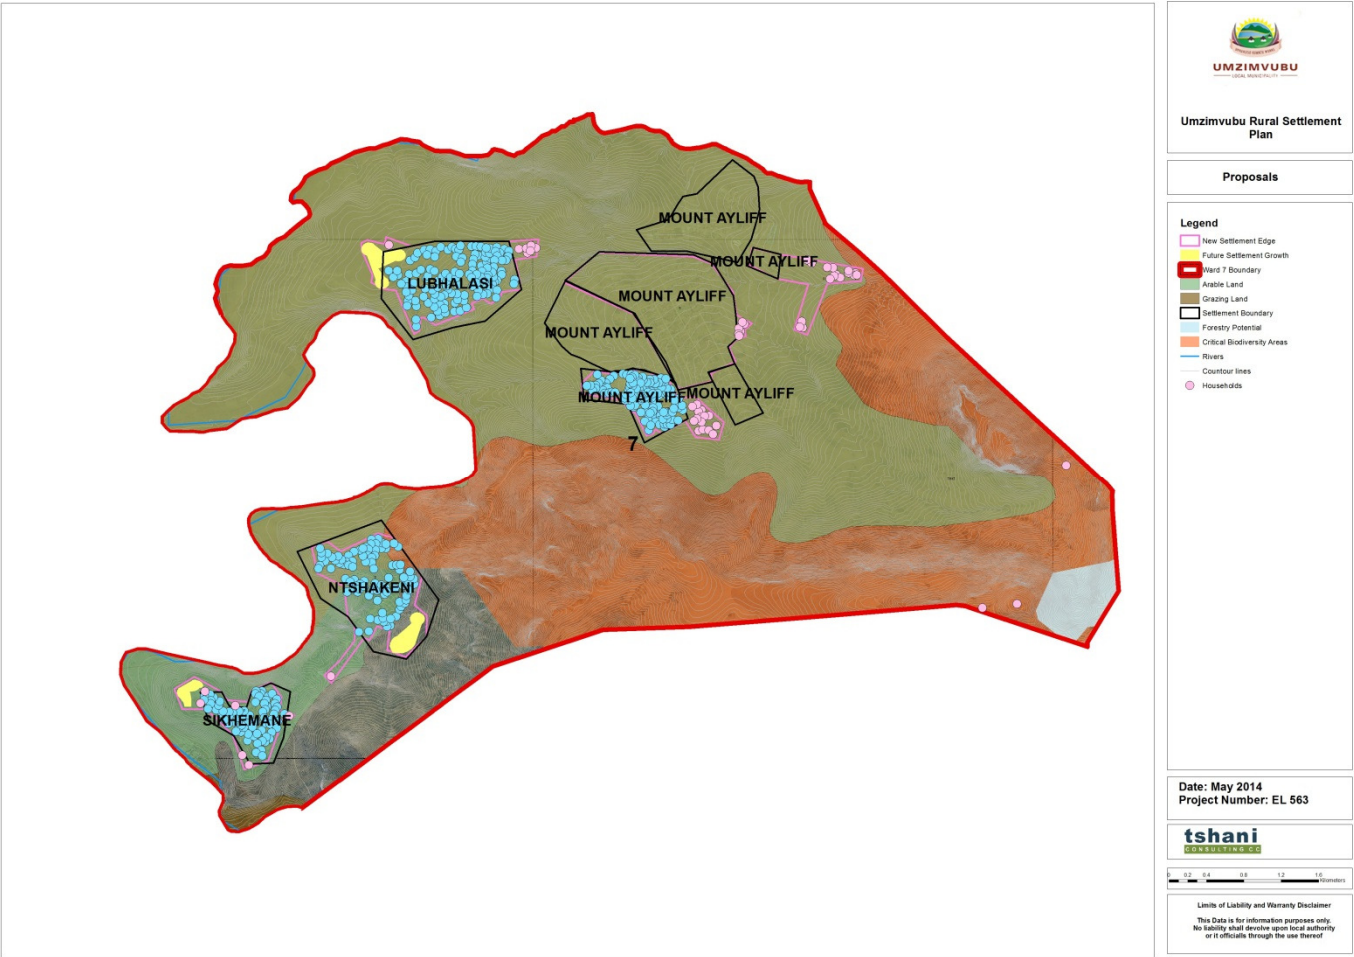 MOUNT AYLIFF
MOUNT AYLIFF
LUBHALASI
MOUNT AYLIFF
MOUNT AYLIFF
MOUNT AYLIFF
MOUNT AYLIFF
7
NTSHAKENI
SIKHEMANE
UMZIMVUBU
LOCAL MUNICIPALITY
Umzimvubu Rural Settlement
Plan
Proposals
Legend
New Settlement Edge
Future Settlement Growth
Ward 7 Boundary
Arable Land
Grazing Land
Settlement Boundary
Forestry Potential
Critical Biodiversity Areas
Rivers
Countour lines
Households
Date: May 2014
Project Number: EL 563
tshani
CONSULTING CC
0 0.2 0.4 0.8 1.2 1.6
Kilometers
Limits of Liability and Warranty Disclaimer
This Data is for information purposes only.
No liability shall devolve upon local authority
or it officialls through the use thereof